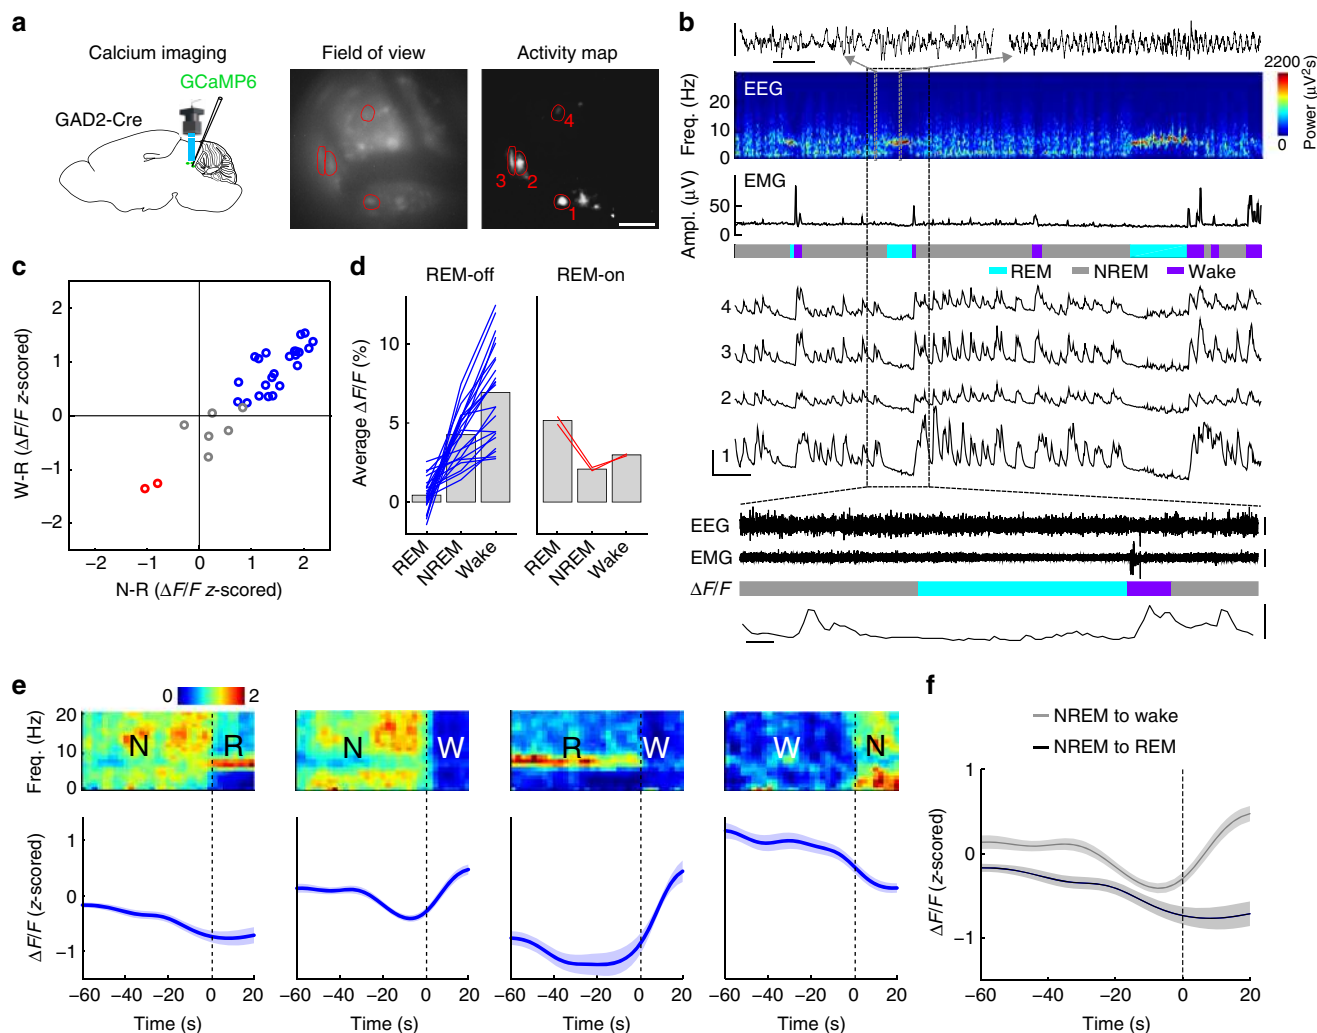 a
Calcium imaging
GCaMP6
GAD2-Cre
Field of view
Activity map
4
3
2
1
b
EEG
Freq. (Hz)
20
10
0
2200
0
Power (µV²s)
EMG
Ampl. (µV)
50
0
REM
NREM
Wake
4
3
2
1
EEG
EMG
ΔF/F
c
W-R (ΔF/F z-scored)
2
1
0
−1
−2
−2
−1
0
1
2
N-R (ΔF/F z-scored)
d
REM-off
REM-on
Average ΔF/F (%)
10
5
0
REM
NREM
Wake
REM
NREM
Wake
e
0
2
Freq. (Hz)
20
10
0
N
R
N
W
R
W
W
N
ΔF/F (z-scored)
1
0
−1
−60
−40
−20
0
20
−60
−40
−20
0
20
−60
−40
−20
0
20
−60
−40
−20
0
20
Time (s)
Time (s)
Time (s)
Time (s)
f
NREM to wake
NREM to REM
ΔF/F (z-scored)
1
0
−1
−60
−40
−20
0
20
Time (s)